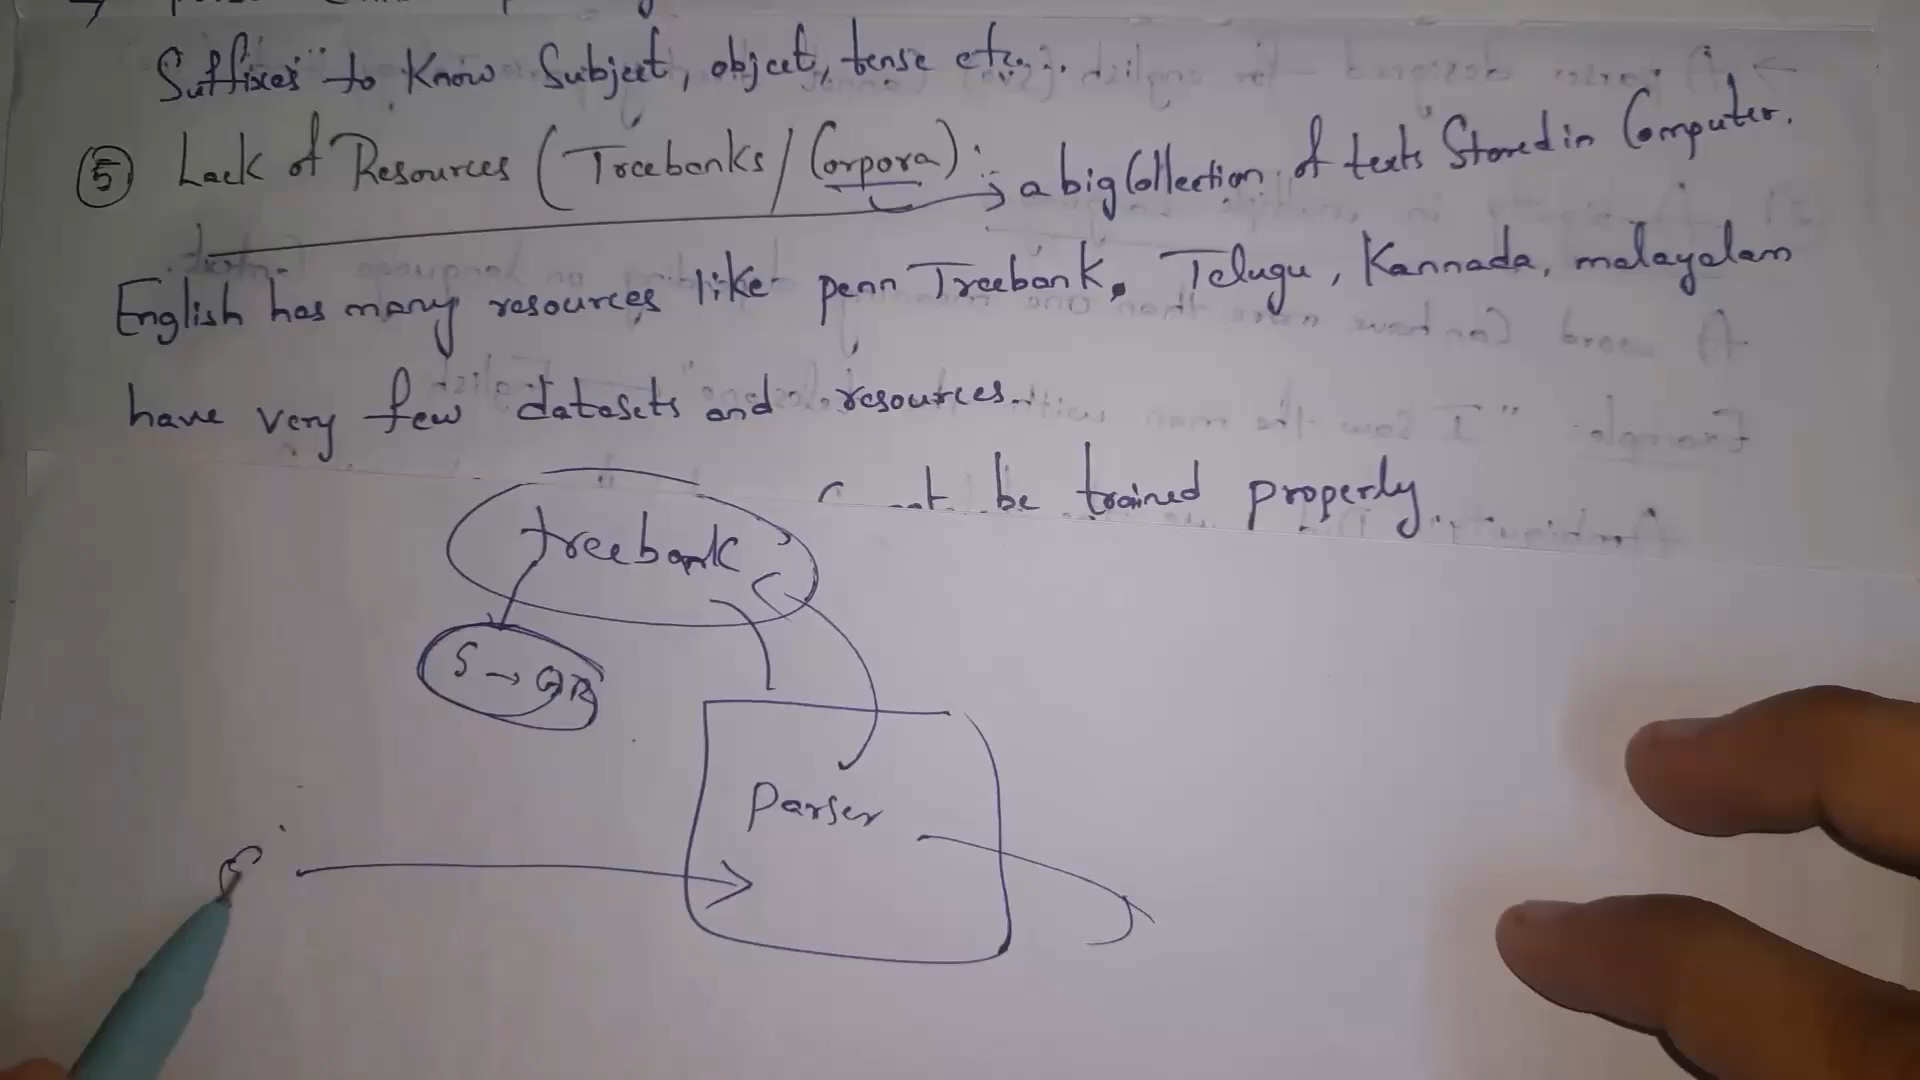 Suffixes" to Know Subject, object, tense etc.
⑤ Lack of Resources (Treebanks/Corpora): → a big Collection of texts Stored in Computer.
English has many resources like penn Treebank. Telugu, Kannada, malayalam
have very few datasets and resources.
be trained properly.
treebank
S →
Parser